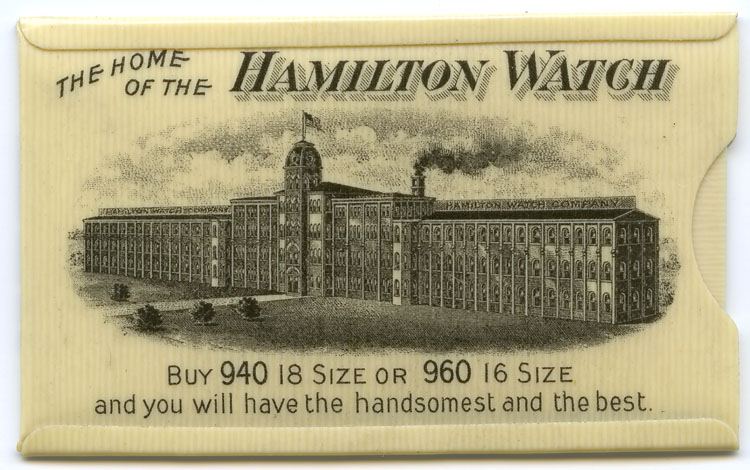 THE HOME
OF THE HAMILTON WATCH
HAMILTON WATCH COMPANY
HAMILTON WATCH COMPANY
BUY 940 18 SIZE OR 960 16 SIZE
and you will have the handsomest and the best.